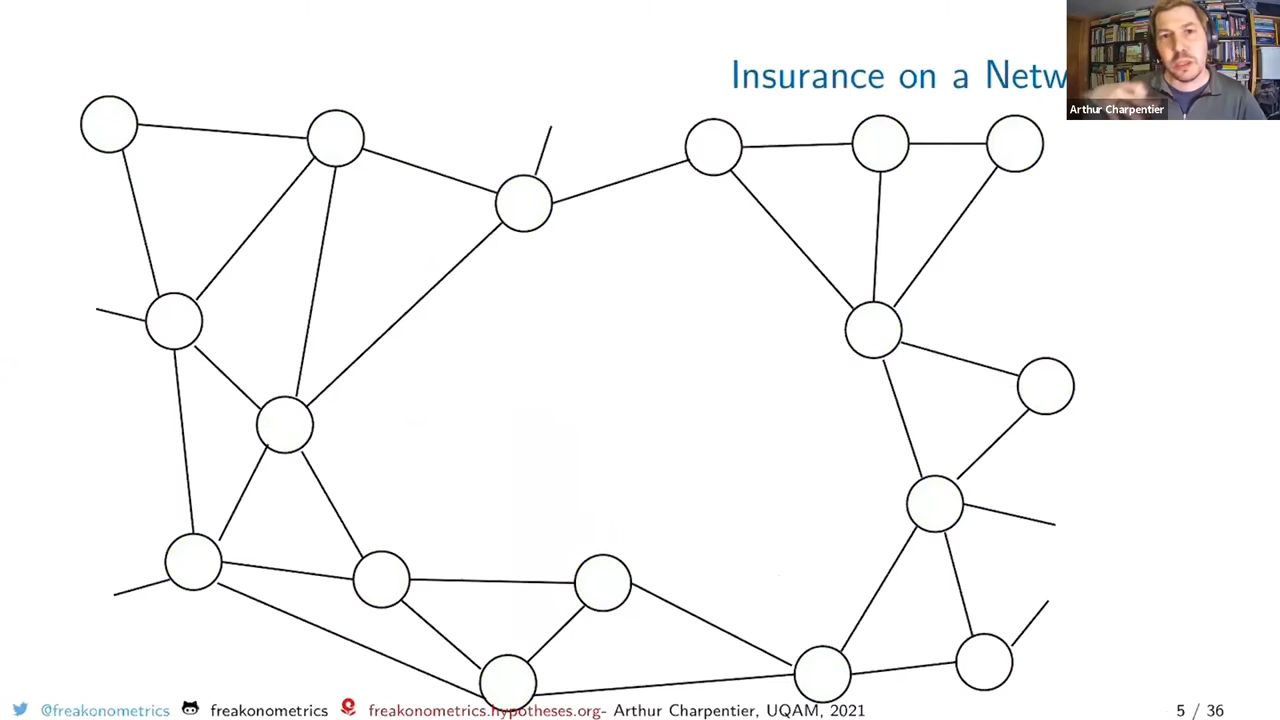 Insurance on a Netw
Arthur Charpentier
@freakonometrics freakonometrics freakonometrics.hypotheses.org- Arthur Charpentier, UQAM, 2021 5 / 36